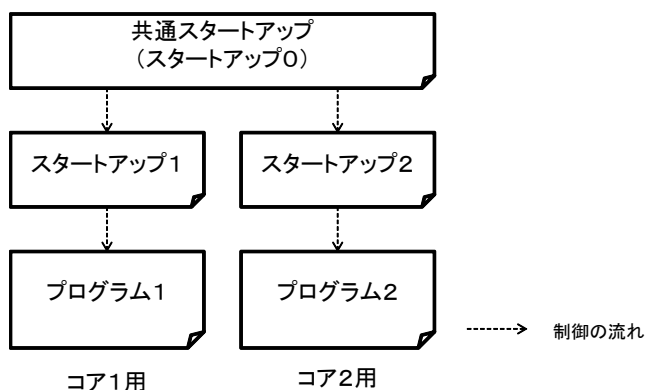 共通スタートアップ
（スタートアップ０）
スタートアップ１
スタートアップ２
プログラム１
プログラム２
制御の流れ
コア１用
コア２用